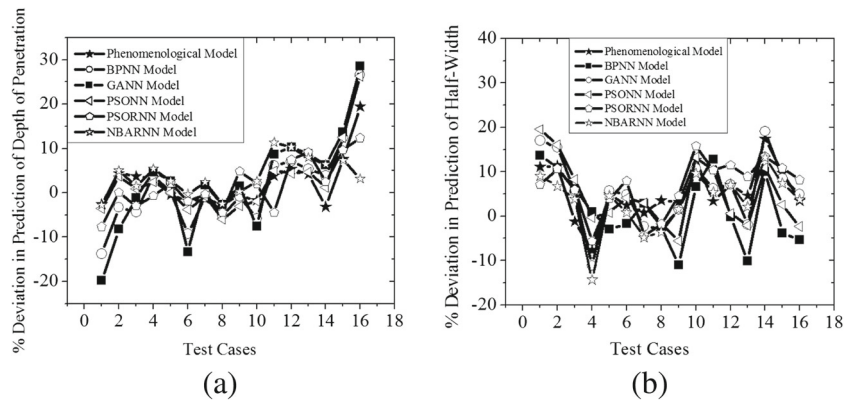 % Deviation in Prediction of Depth of Penetration
30
20
10
0
-10
-20
Phenomenological Model
BPNN Model
GANN Model
PSONN Model
PSORNN Model
NBARNN Model
0 2 4 6 8 10 12 14 16 18
Test Cases
(a)
% Deviation in Prediction of Half-Width
40
30
20
10
0
-10
-20
Phenomenological Model
BPNN Model
GANN Model
PSONN Model
PSORNN Model
NBARNN Model
0 2 4 6 8 10 12 14 16 18
Test Cases
(b)